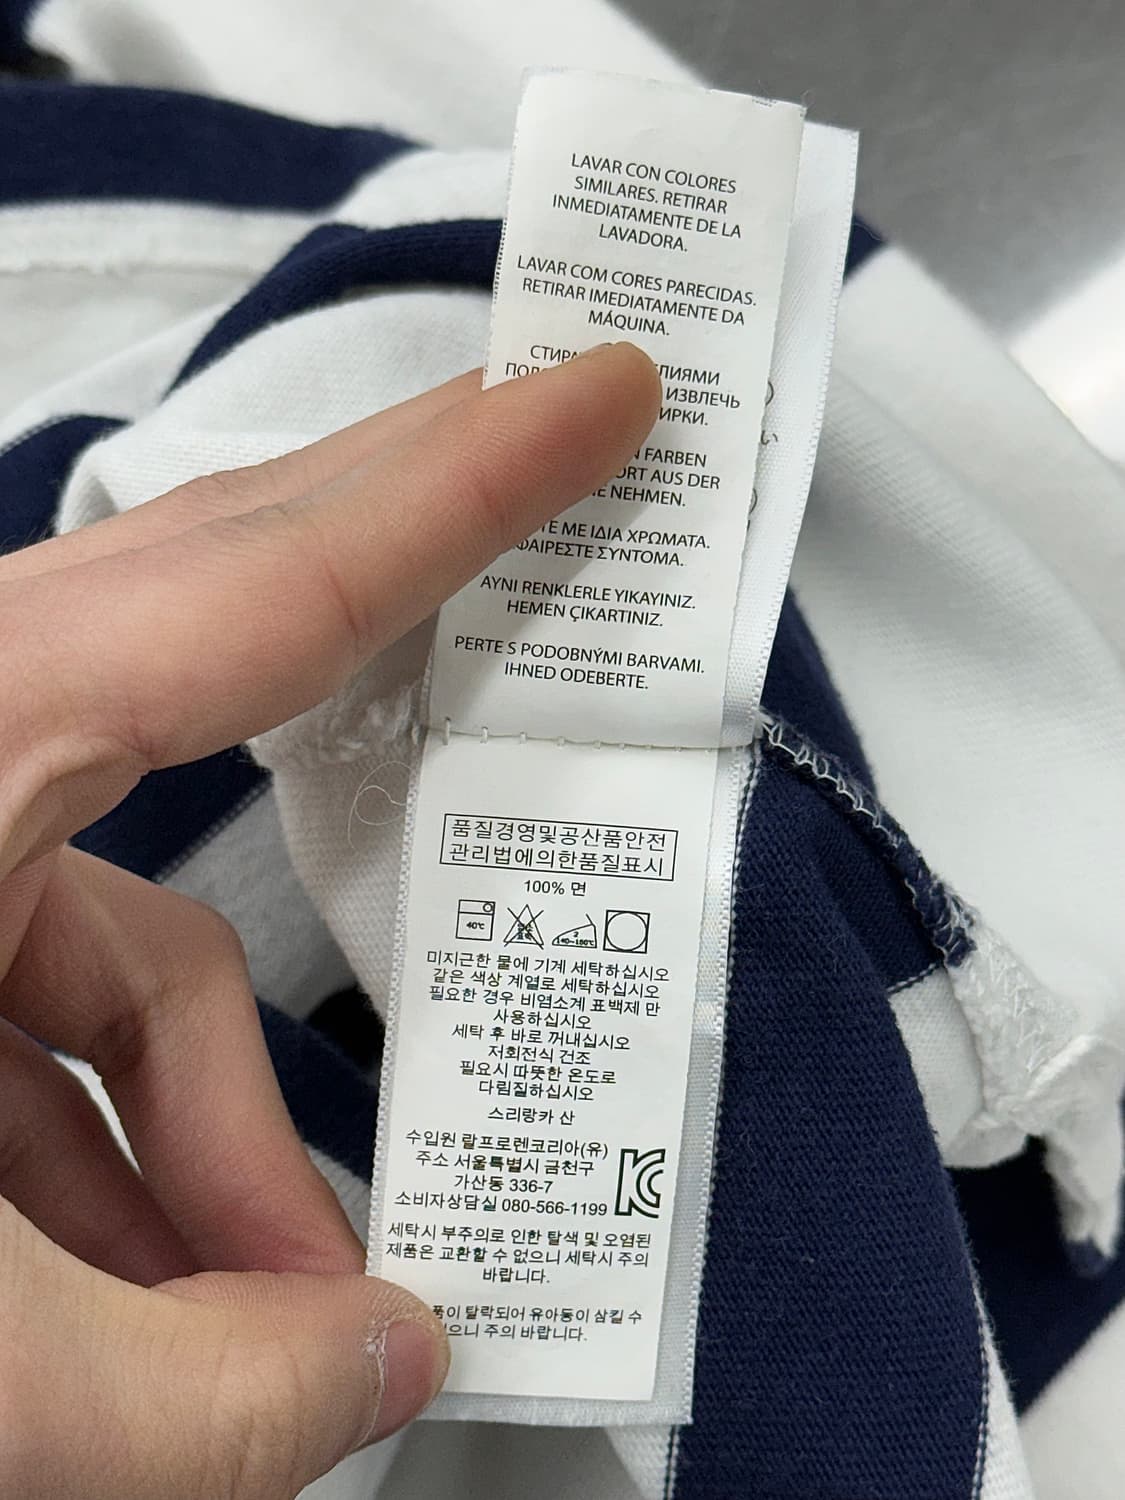 LAVAR CON COLORES
SIMILARES. RETIRAR
INMEDIATAMENTE DE LA
LAVADORA.
LAVAR COM CORES PARECIDAS.
RETIRAR IMEDIATAMENTE DA
MÁQUINA.
ИЗВЛЕЧЬ
FARBEN
AUS DER
NEHMEN.
ΜΕ ΙΔΙΑ ΧΡΩΜΑΤΑ.
ΣΥΝΤΟΜΑ.
AYNI RENKLERLE YIKAYINIZ.
HEMEN ÇIKARTINIZ.
PERTE S PODOBNÝMI BARVAMI.
IHNED ODEBERTE.
품질경영및공산품안전
관리법에의한품질표시
100% 면
40℃
2
140~160℃
미지근한 물에 기계 세탁하십시오
같은 색상 계열로 세탁하십시오
필요한 경우 비염소계 표백제 만
사용하십시오
세탁 후 바로 꺼내십시오
저회전식 건조
필요시 따뜻한 온도로
다림질하십시오
스리랑카 산
수입원 랄프로렌코리아(유)
주소 서울특별시 금천구
가산동 336-7
소비자상담실 080-566-1199
세탁시 부주의로 인한 탈색 및 오염된
제품은 교환할 수 없으니 세탁시 주의
바랍니다.
탈락되어 유아동이 삼킬 수
주의 바랍니다.